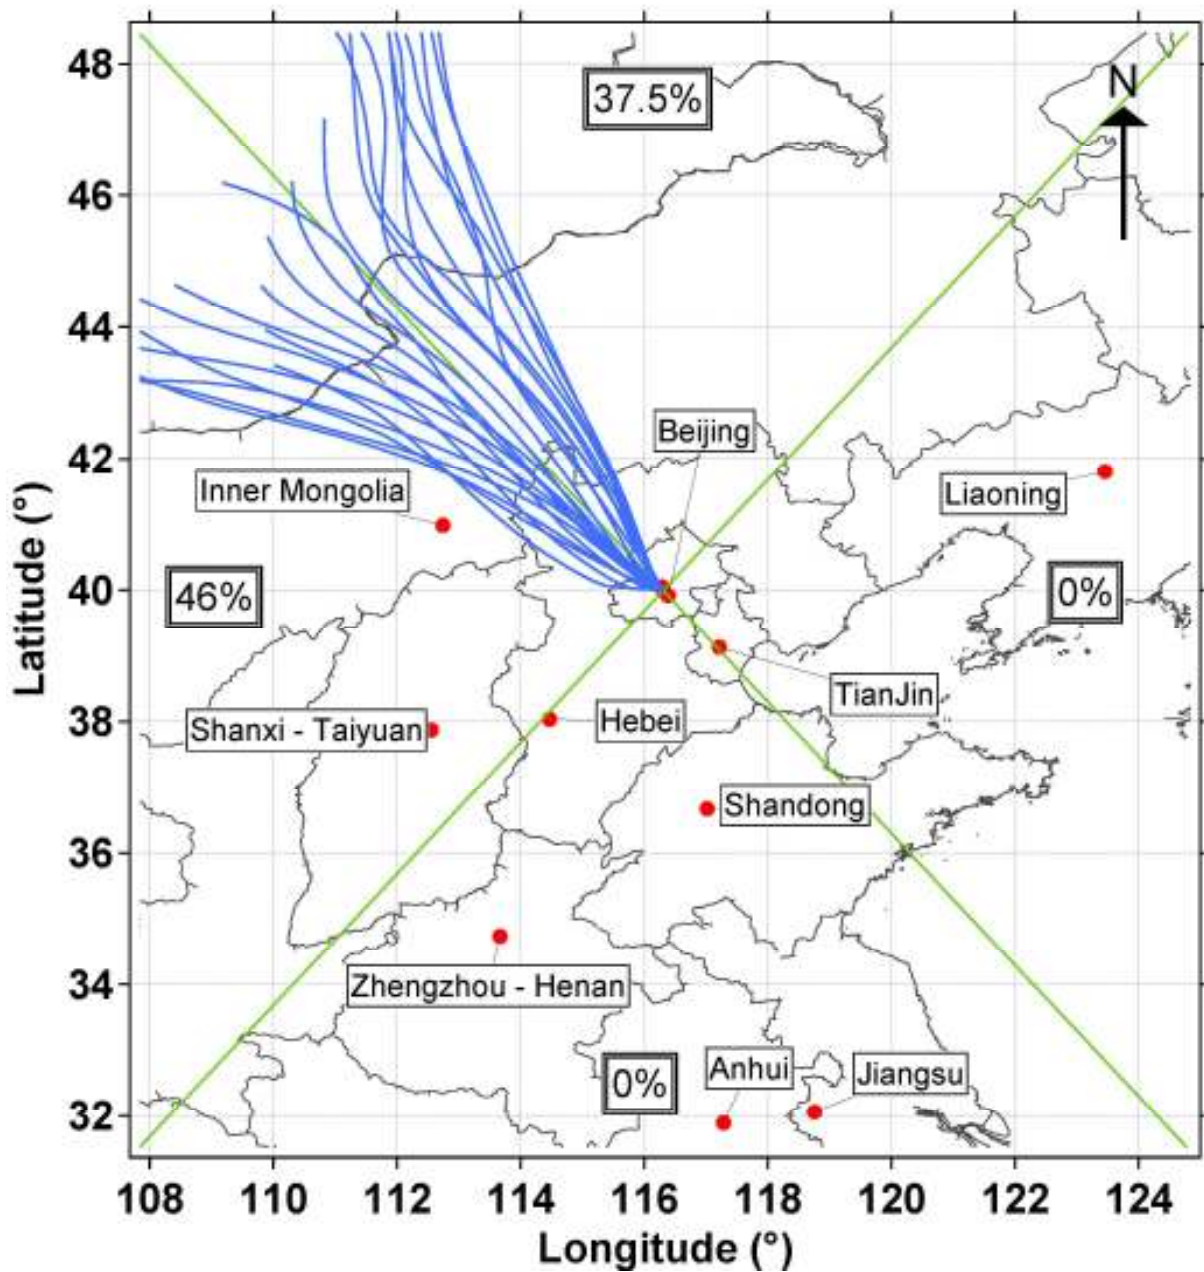 48
37.5%
N
46
44
Beijing
42
Inner Mongolia
Liaoning
40
46%
0%
TianJin
38
Shanxi - Taiyuan
Hebei
Shandong
36
34
Zhengzhou - Henan
0%
Anhui
Jiangsu
32
Latitude (°)
108 110 112 114 116 118 120 122 124
Longitude (°)